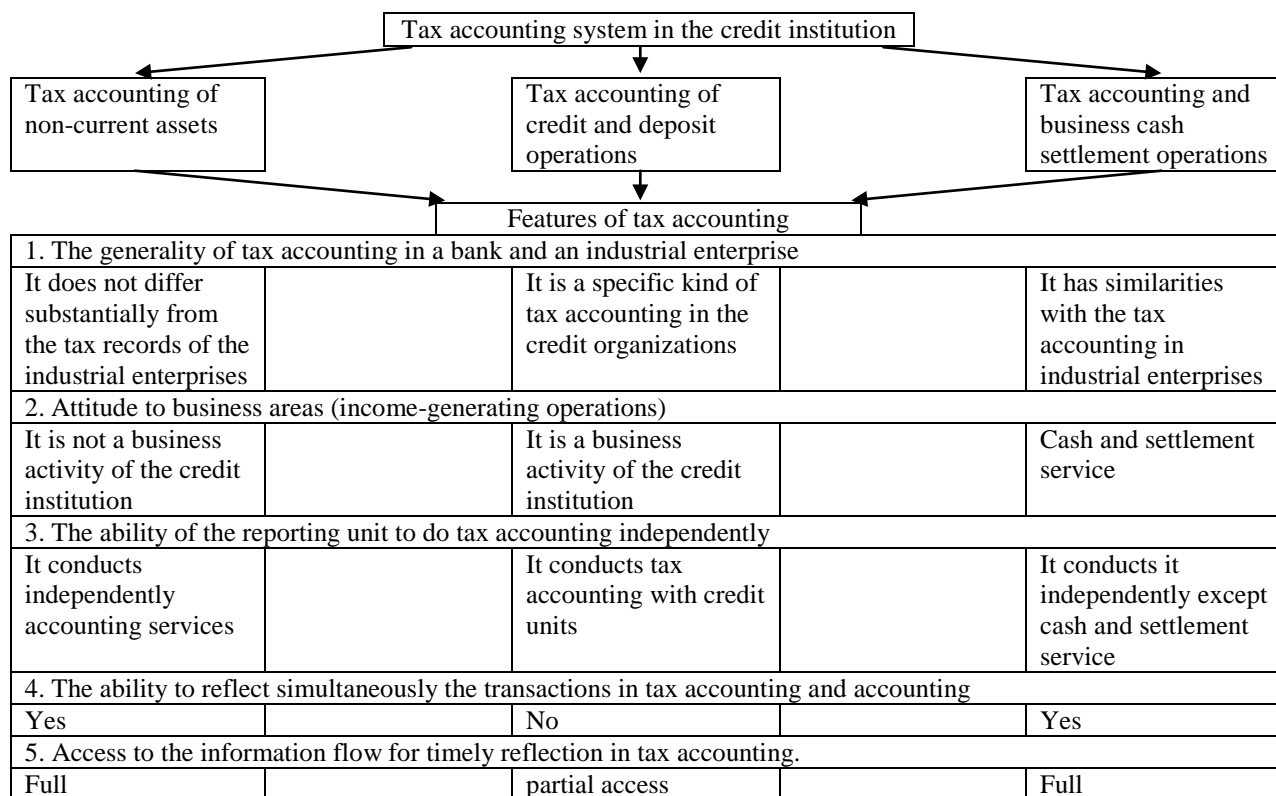 Tax accounting system in the credit institution
Tax accounting of
non-current assets
Tax accounting of
credit and deposit
operations
Tax accounting and
business cash
settlement operations
Features of tax accounting
1. The generality of tax accounting in a bank and an industrial enterprise
It does not differ
substantially from
the tax records of the
industrial enterprises
It is a specific kind of
tax accounting in the
credit organizations
It has similarities
with the tax
accounting in
industrial enterprises
2. Attitude to business areas (income-generating operations)
It is not a business
activity of the credit
institution
It is a business
activity of the credit
institution
Cash and settlement
service
3. The ability of the reporting unit to do tax accounting independently
It conducts
independently
accounting services
It conducts tax
accounting with credit
units
It conducts it
independently except
cash and settlement
service
4. The ability to reflect simultaneously the transactions in tax accounting and accounting
Yes
No
Yes
5. Access to the information flow for timely reflection in tax accounting.
Full
partial access
Full